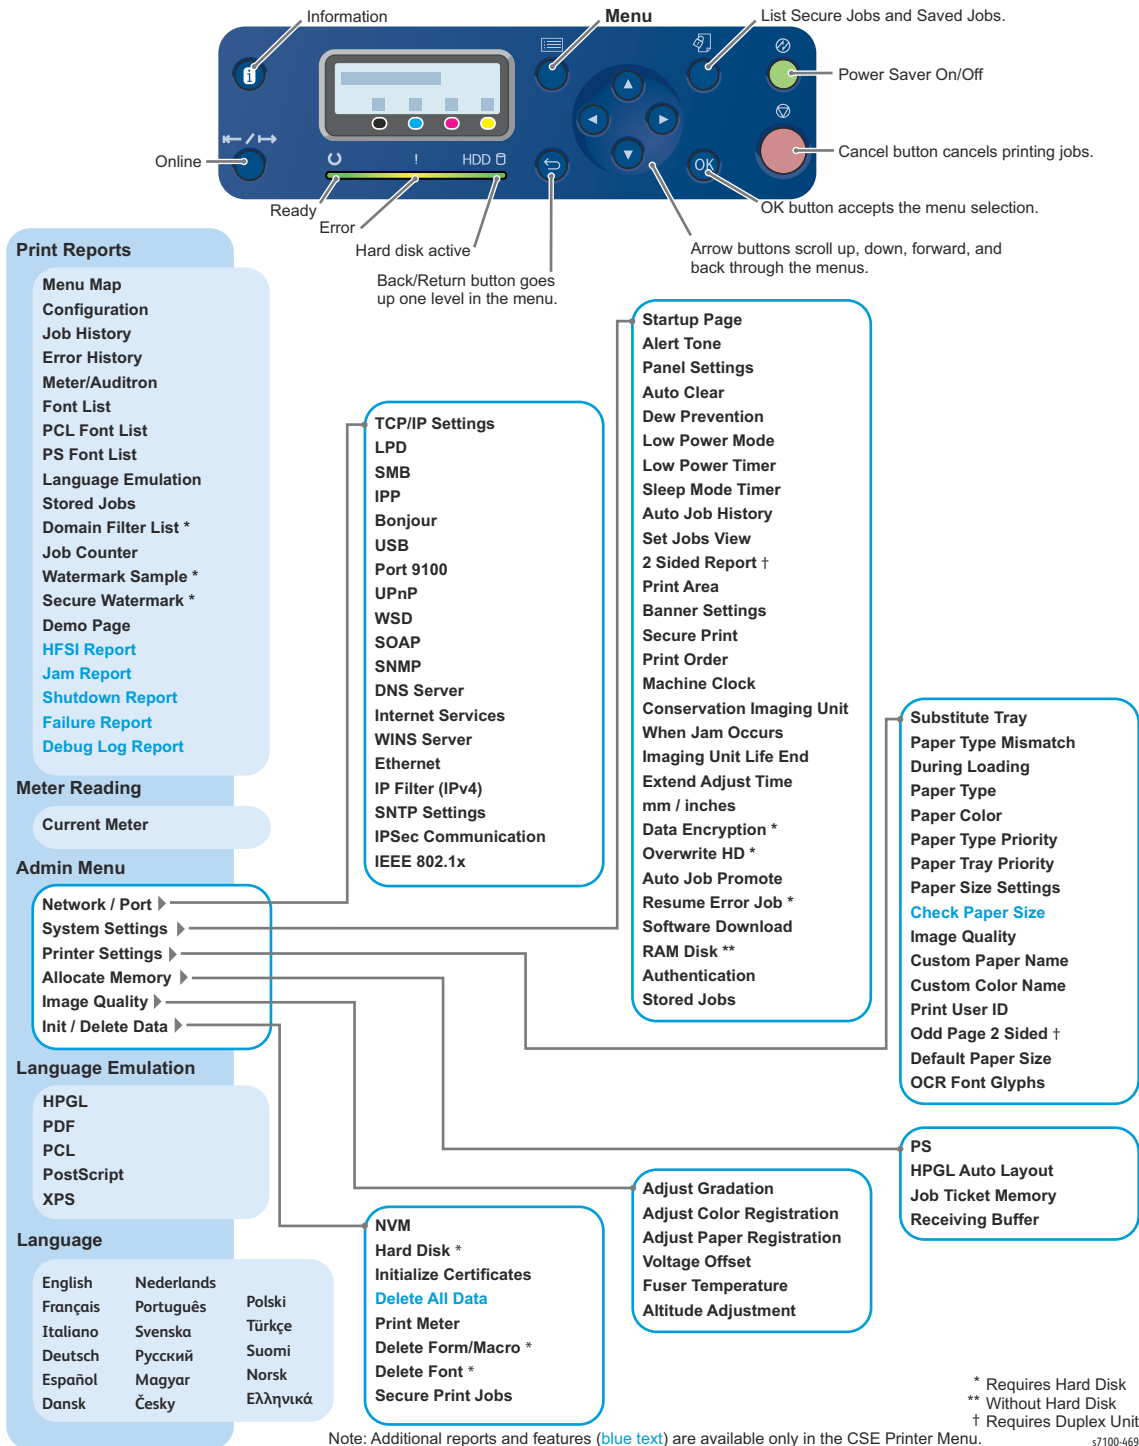 Information
Menu
List Secure Jobs and Saved Jobs.
i
Power Saver On/Off
Online
!
HDD
OK
Cancel button cancels printing jobs.
Ready
Error
Hard disk active
Back/Return button goes
up one level in the menu.
OK button accepts the menu selection.
Arrow buttons scroll up, down, forward, and
back through the menus.
Print Reports
Menu Map
Configuration
Job History
Error History
Meter/Auditron
Font List
PCL Font List
PS Font List
Language Emulation
Stored Jobs
Domain Filter List *
Job Counter
Watermark Sample *
Secure Watermark *
Demo Page
HFSI Report
Jam Report
Shutdown Report
Failure Report
Debug Log Report
Meter Reading
Current Meter
Admin Menu
Network / Port
System Settings
Printer Settings
Allocate Memory
Image Quality
Init / Delete Data
Language Emulation
HPGL
PDF
PCL
PostScript
XPS
Language
English
Français
Italiano
Deutsch
Español
Dansk
Nederlands
Português
Svenska
Русский
Magyar
Česky
Polski
Türkçe
Suomi
Norsk
Ελληνικά
TCP/IP Settings
LPD
SMB
IPP
Bonjour
USB
Port 9100
UPnP
WSD
SOAP
SNMP
DNS Server
Internet Services
WINS Server
Ethernet
IP Filter (IPv4)
SNTP Settings
IPSec Communication
IEEE 802.1x
Startup Page
Alert Tone
Panel Settings
Auto Clear
Dew Prevention
Low Power Mode
Low Power Timer
Sleep Mode Timer
Auto Job History
Set Jobs View
2 Sided Report †
Print Area
Banner Settings
Secure Print
Print Order
Machine Clock
Conservation Imaging Unit
When Jam Occurs
Imaging Unit Life End
Extend Adjust Time
mm / inches
Data Encryption *
Overwrite HD *
Auto Job Promote
Resume Error Job *
Software Download
RAM Disk **
Authentication
Stored Jobs
Substitute Tray
Paper Type Mismatch
During Loading
Paper Type
Paper Color
Paper Type Priority
Paper Tray Priority
Paper Size Settings
Check Paper Size
Image Quality
Custom Paper Name
Custom Color Name
Print User ID
Odd Page 2 Sided †
Default Paper Size
OCR Font Glyphs
PS
HPGL Auto Layout
Job Ticket Memory
Receiving Buffer
Adjust Gradation
Adjust Color Registration
Adjust Paper Registration
Voltage Offset
Fuser Temperature
Altitude Adjustment
NVM
Hard Disk *
Initialize Certificates
Delete All Data
Print Meter
Delete Form/Macro *
Delete Font *
Secure Print Jobs
* Requires Hard Disk
** Without Hard Disk
† Requires Duplex Unit
Note: Additional reports and features (blue text) are available only in the CSE Printer Menu.
s7100-469